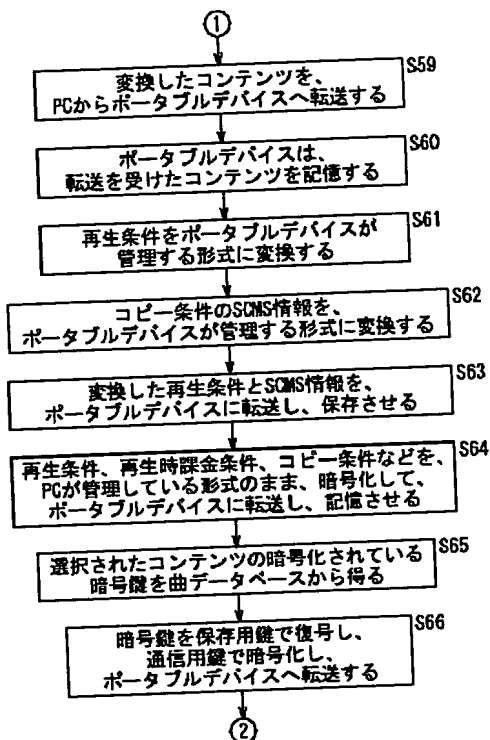 1
変換したコンテンツを、 S59
PCからポータブルデバイスへ転送する
ポータブルデバイスは、 S60
転送を受けたコンテンツを記憶する
再生条件をポータブルデバイスが S61
管理する形式に変換する
コピー条件のSCMS情報を、 S62
ポータブルデバイスが管理する形式に変換する
変換した再生条件とSCMS情報を、 S63
ポータブルデバイスに転送し、保存させる
再生条件、再生時課金条件、コピー条件などを、 S64
PCが管理している形式のまま、暗号化して、
ポータブルデバイスに転送し、記憶させる
選択されたコンテンツの暗号化されている S65
暗号鍵を曲データベースから得る
暗号鍵を保存用鍵で復号し、 S66
通信用鍵で暗号化し、
ポータブルデバイスへ転送する
2